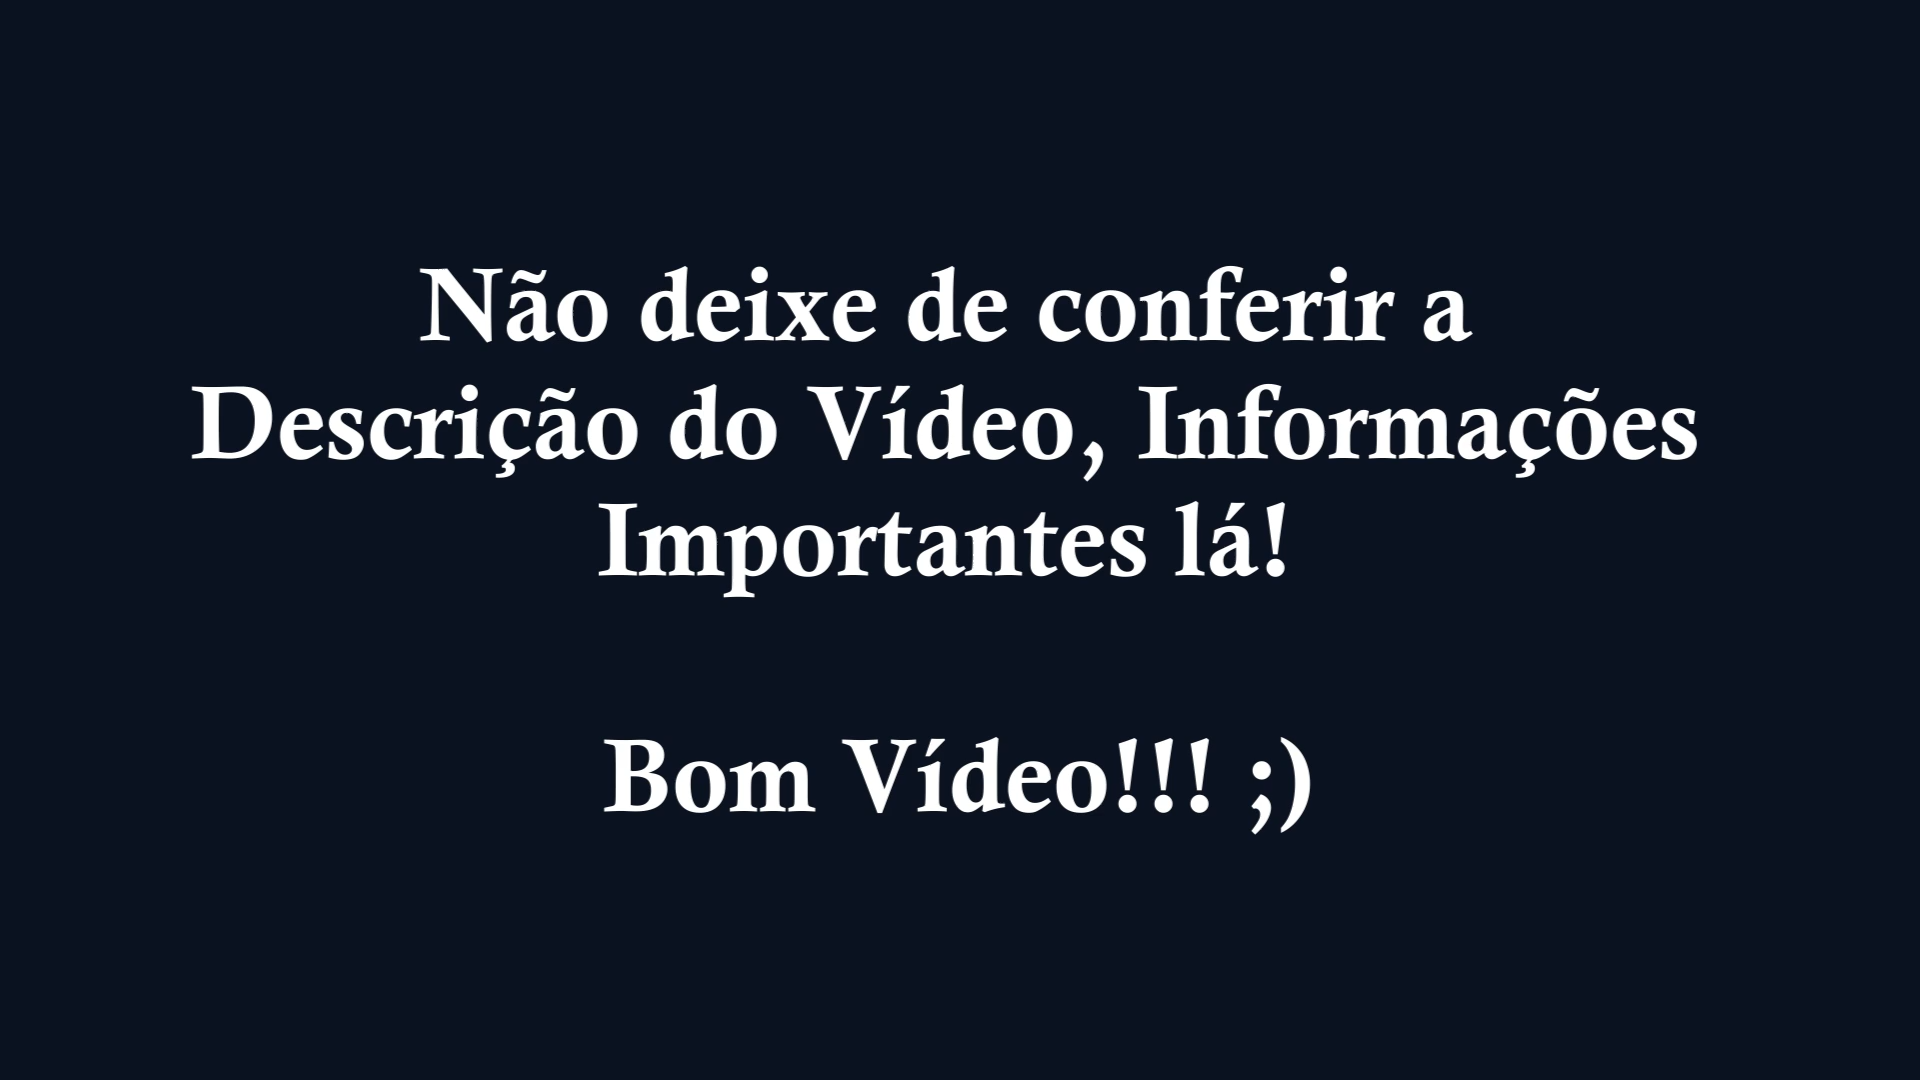 Não deixe de conferir a
Descrição do Vídeo, Informações
Importantes lá!
Bom Vídeo!!! ;)